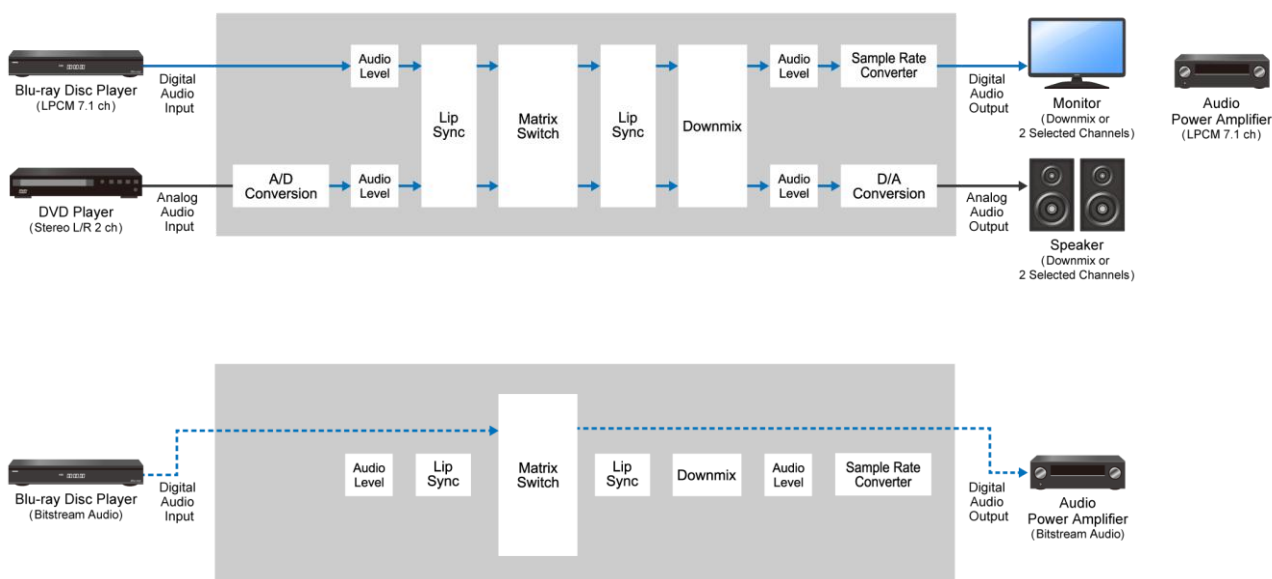 Blu-ray Disc Player
(LPCM 7.1 ch)
Digital
Audio
Input
Audio
Level
Lip
Sync
Matrix
Switch
Lip
Sync
Downmix
Audio
Level
Sample Rate
Converter
Digital
Audio
Output
Monitor
(Downmix or
2 Selected Channels)
Audio
Power Amplifier
(LPCM 7.1 ch)
DVD Player
(Stereo L/R 2 ch)
Analog
Audio
Input
A/D
Conversion
Audio
Level
Audio
Level
D/A
Conversion
Analog
Audio
Output
Speaker
(Downmix or
2 Selected Channels)
Blu-ray Disc Player
(Bitstream Audio)
Digital
Audio
Input
Audio
Level
Lip
Sync
Matrix
Switch
Lip
Sync
Downmix
Audio
Level
Sample Rate
Converter
Digital
Audio
Output
Audio
Power Amplifier
(Bitstream Audio)